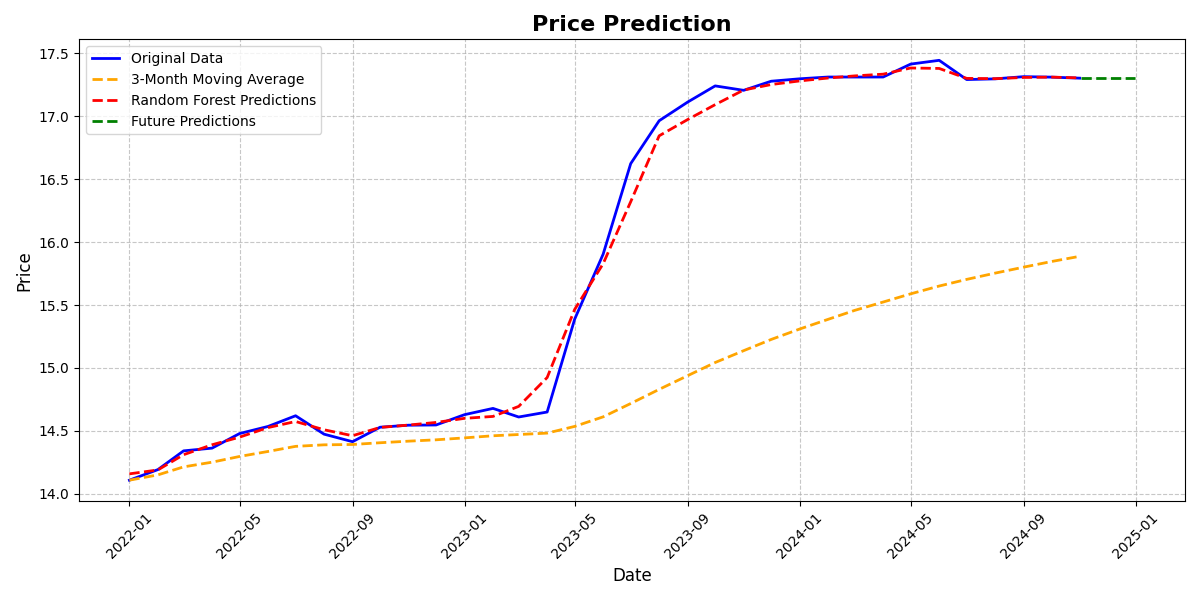 Price Prediction
Original Data
3-Month Moving Average
Random Forest Predictions
Future Predictions
17.5
17.0
16.5
16.0
15.5
15.0
14.5
14.0
Price
2022-01
2022-05
2022-09
2023-01
2023-05
2023-09
2024-01
2024-05
2024-09
2025-01
Date